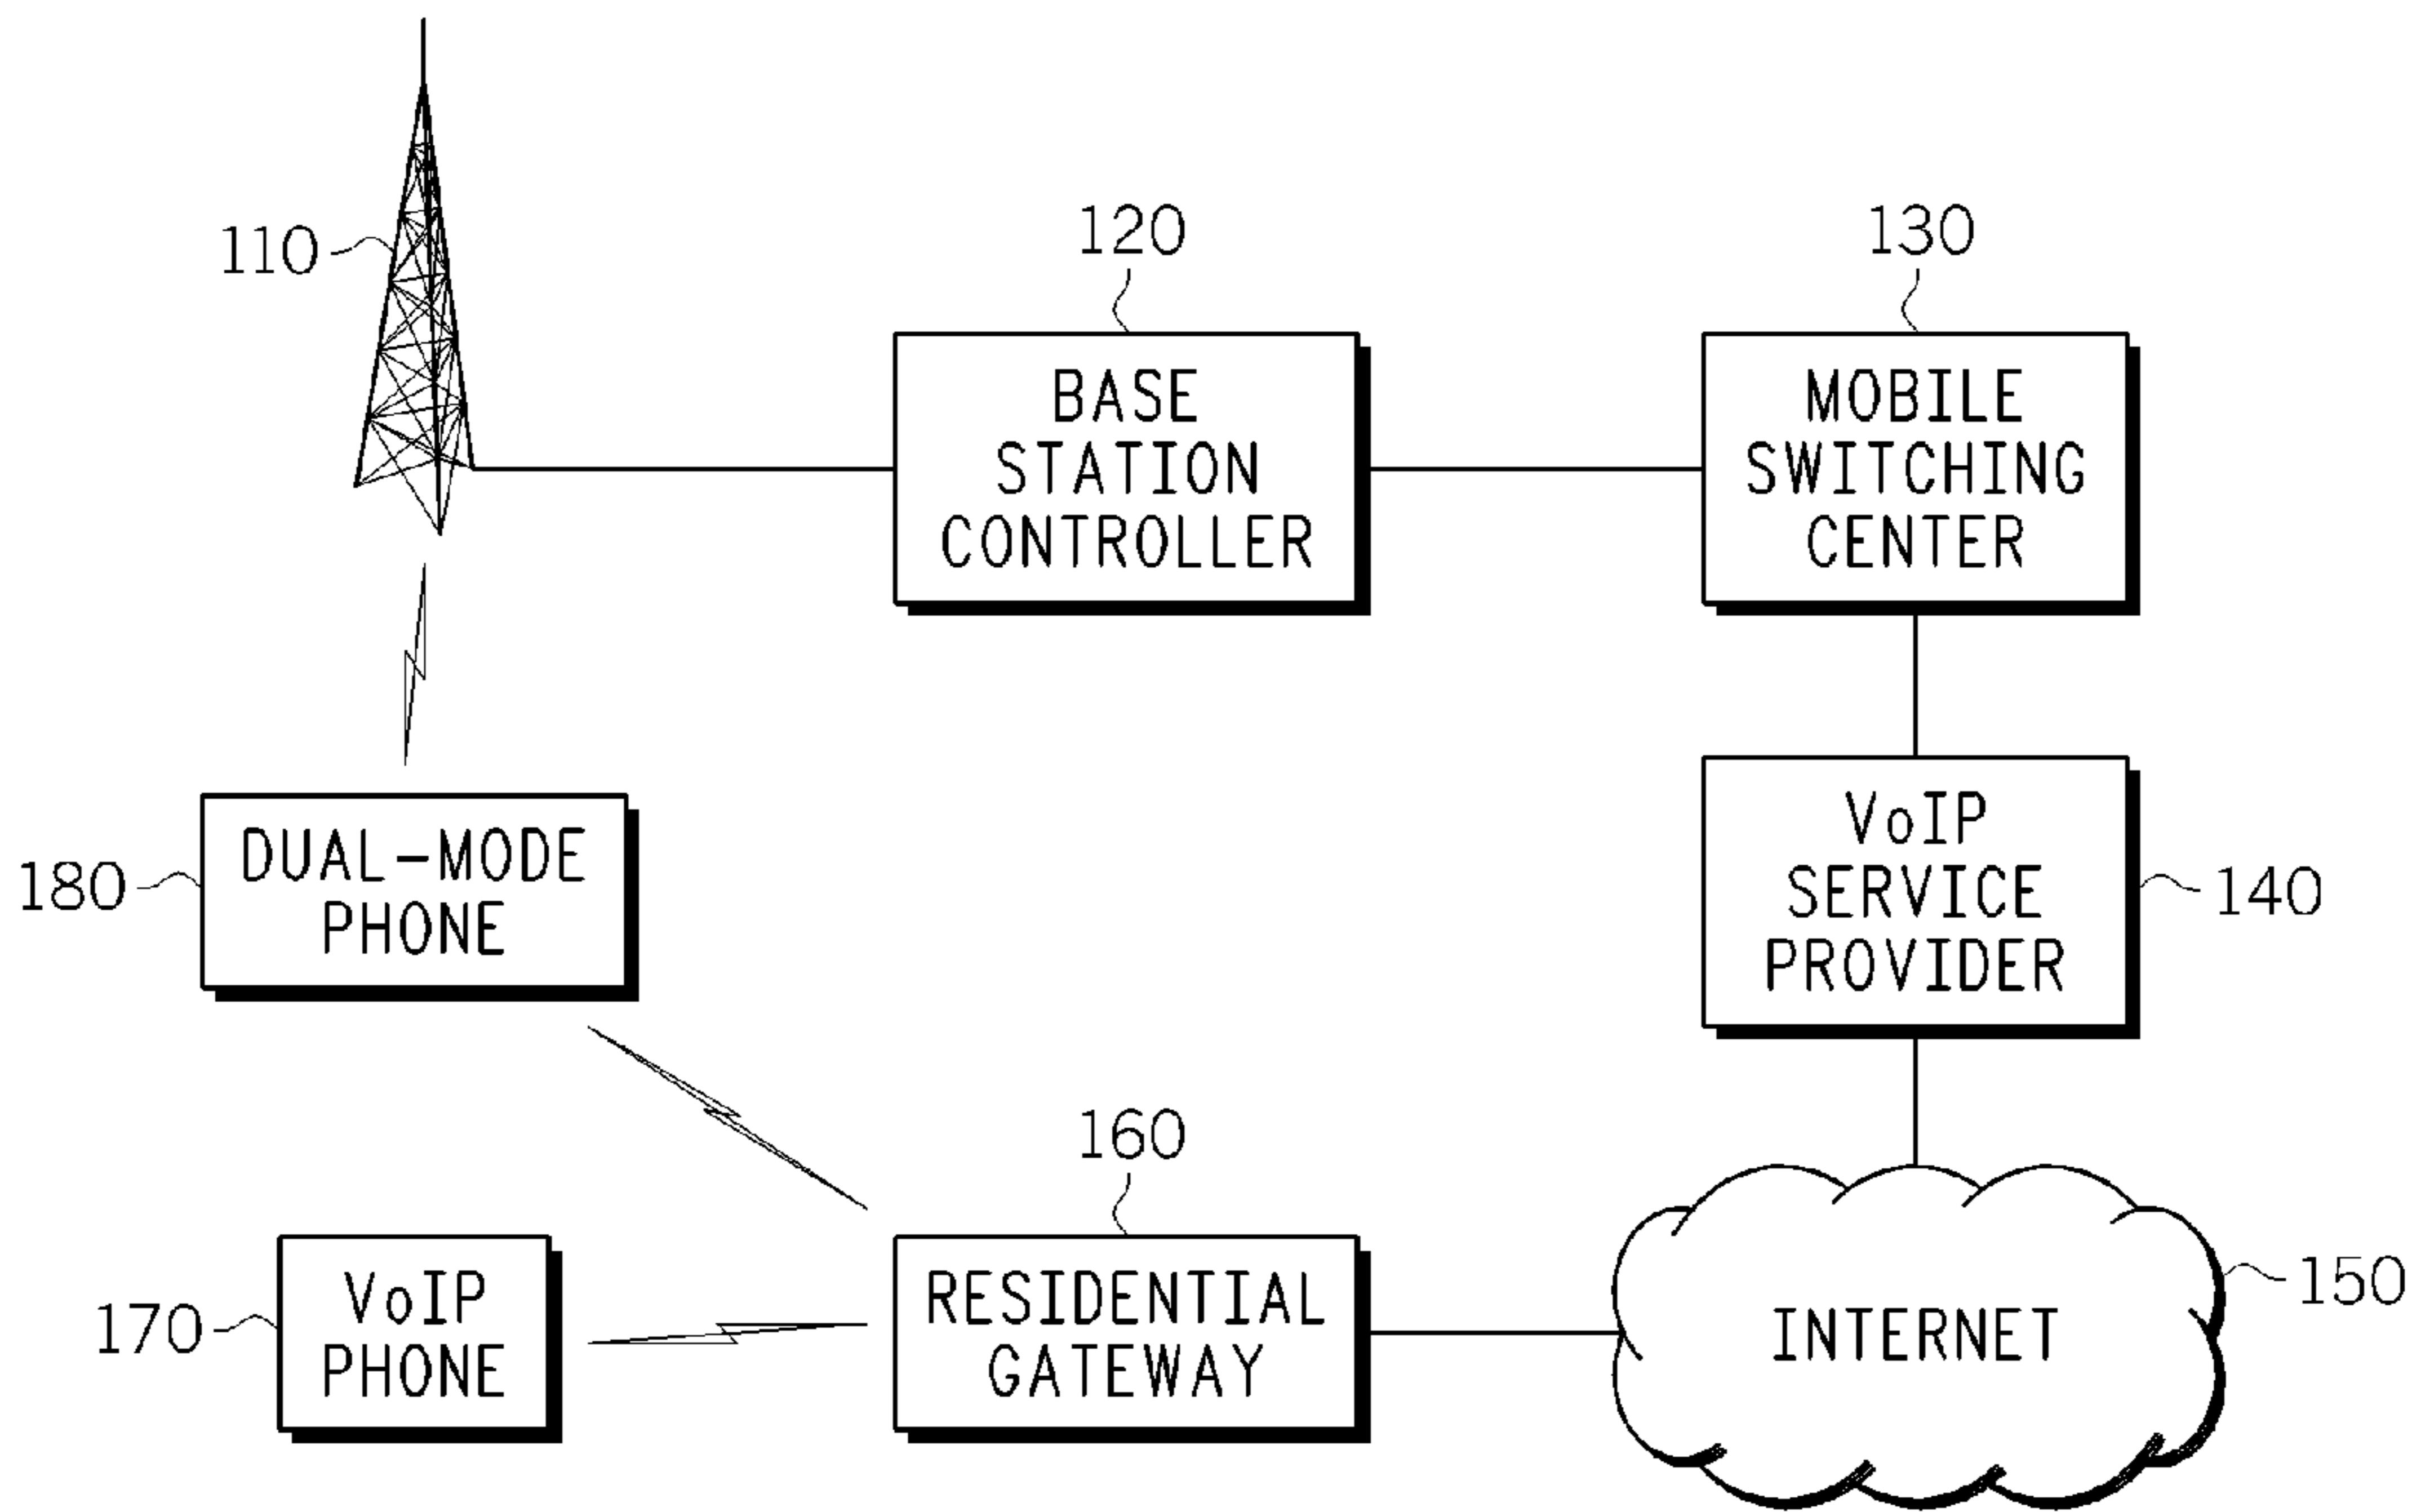 110
120
130
BASE
STATION
CONTROLLER
MOBILE
SWITCHING
CENTER
180
DUAL-MODE
PHONE
VoIP
SERVICE
PROVIDER
140
160
170
VoIP
PHONE
RESIDENTIAL
GATEWAY
INTERNET
150